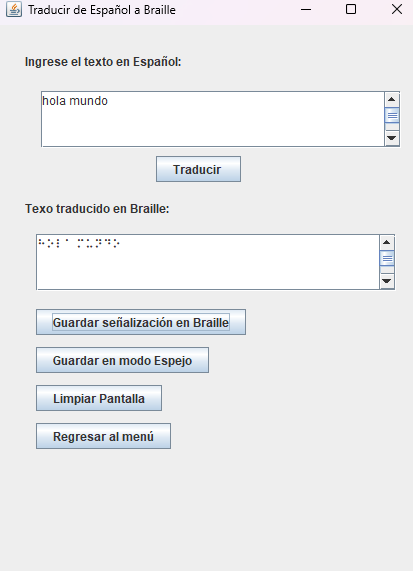 Traducir de Español a Braille
Ingrese el texto en Español:
hola mundo
Traducir
Texo traducido en Braille:
⠓⠕⠇⠁ ⠍⠥⠝⠙⠕
Guardar señalización en Braille
Guardar en modo Espejo
Limpiar Pantalla
Regresar al menú